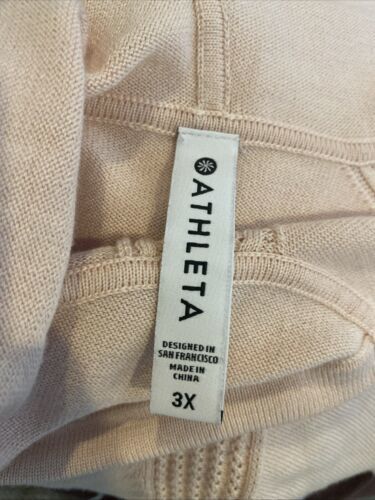 ATHLETA
DESIGNED IN
SAN FRANCISCO
MADE IN
CHINA
3X